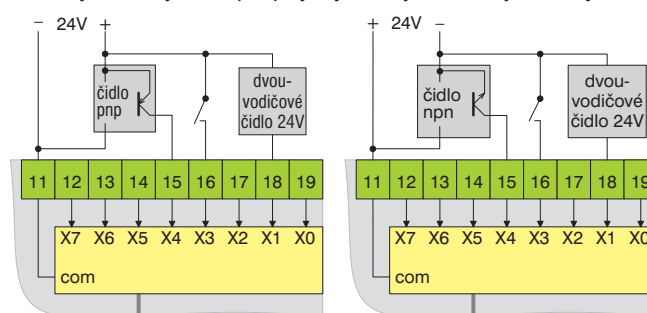 − 24V +
čidlo
pnp
dvou-
vodičové
čidlo 24V
11 12 13 14 15 16 17 18 19
X7 X6 X5 X4 X3 X2 X1 X0
com
+ 24V −
čidlo
npn
dvou-
vodičové
čidlo 24V
11 12 13 14 15 16 17 18 19
X7 X6 X5 X4 X3 X2 X1 X0
com